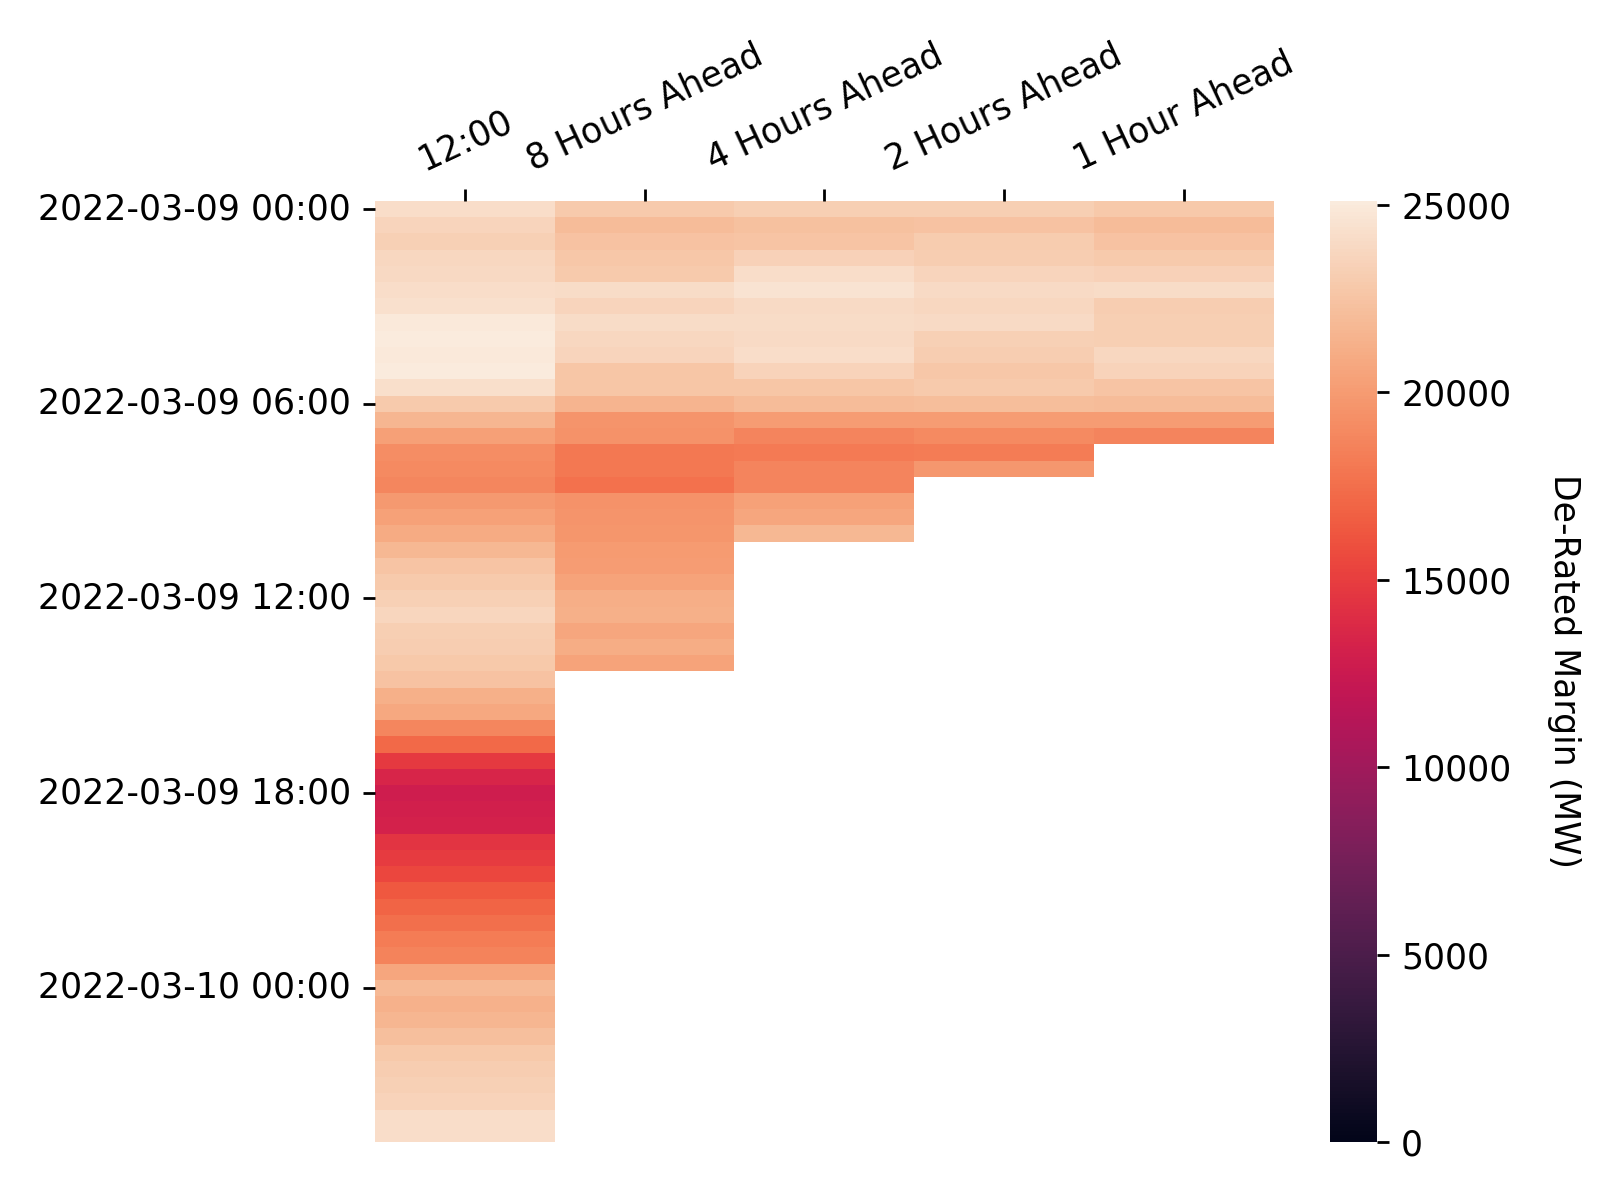 12:00
8 Hours Ahead
4 Hours Ahead
2 Hours Ahead
1 Hour Ahead
2022-03-09 00:00
2022-03-09 06:00
2022-03-09 12:00
2022-03-09 18:00
2022-03-10 00:00
25000
20000
15000
10000
5000
0
De-Rated Margin (MW)